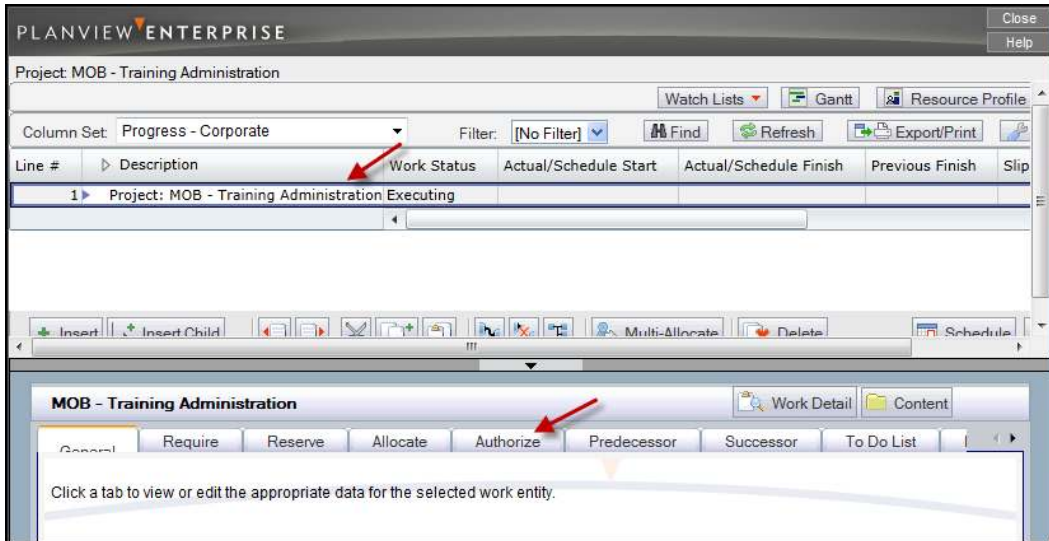 PLANVIEW ENTERPRISE
Close
Help
Project: MOB - Training Administration
Watch Lists Gantt Resource Profile
Column Set: Progress - Corporate Filter: [No Filter] Find Refresh Export/Print
Line # Description Work Status Actual/Schedule Start Actual/Schedule Finish Previous Finish Slip
1 Project: MOB - Training Administration Executing
Insert Insert Child Multi-Allocate Delete Schedule
MOB - Training Administration Work Detail Content
General Require Reserve Allocate Authorize Predecessor Successor To Do List
Click a tab to view or edit the appropriate data for the selected work entity.